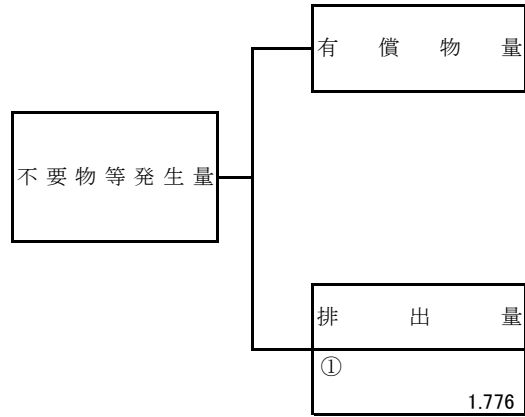 有償物量
不要物等発生量
排出量
①
1.776